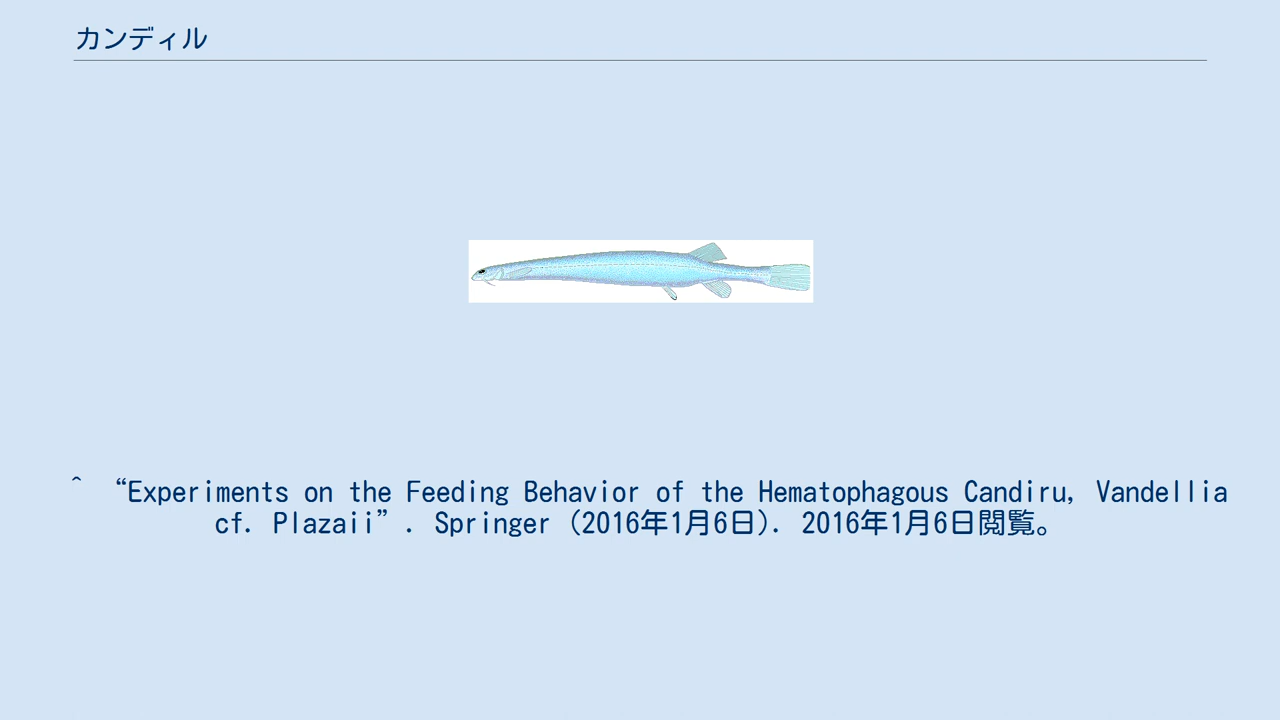 カンディル
^ “Experiments on the Feeding Behavior of the Hematophagous Candiru, Vandellia
cf. Plazaii”. Springer (2016年1月6日). 2016年1月6日閲覧。